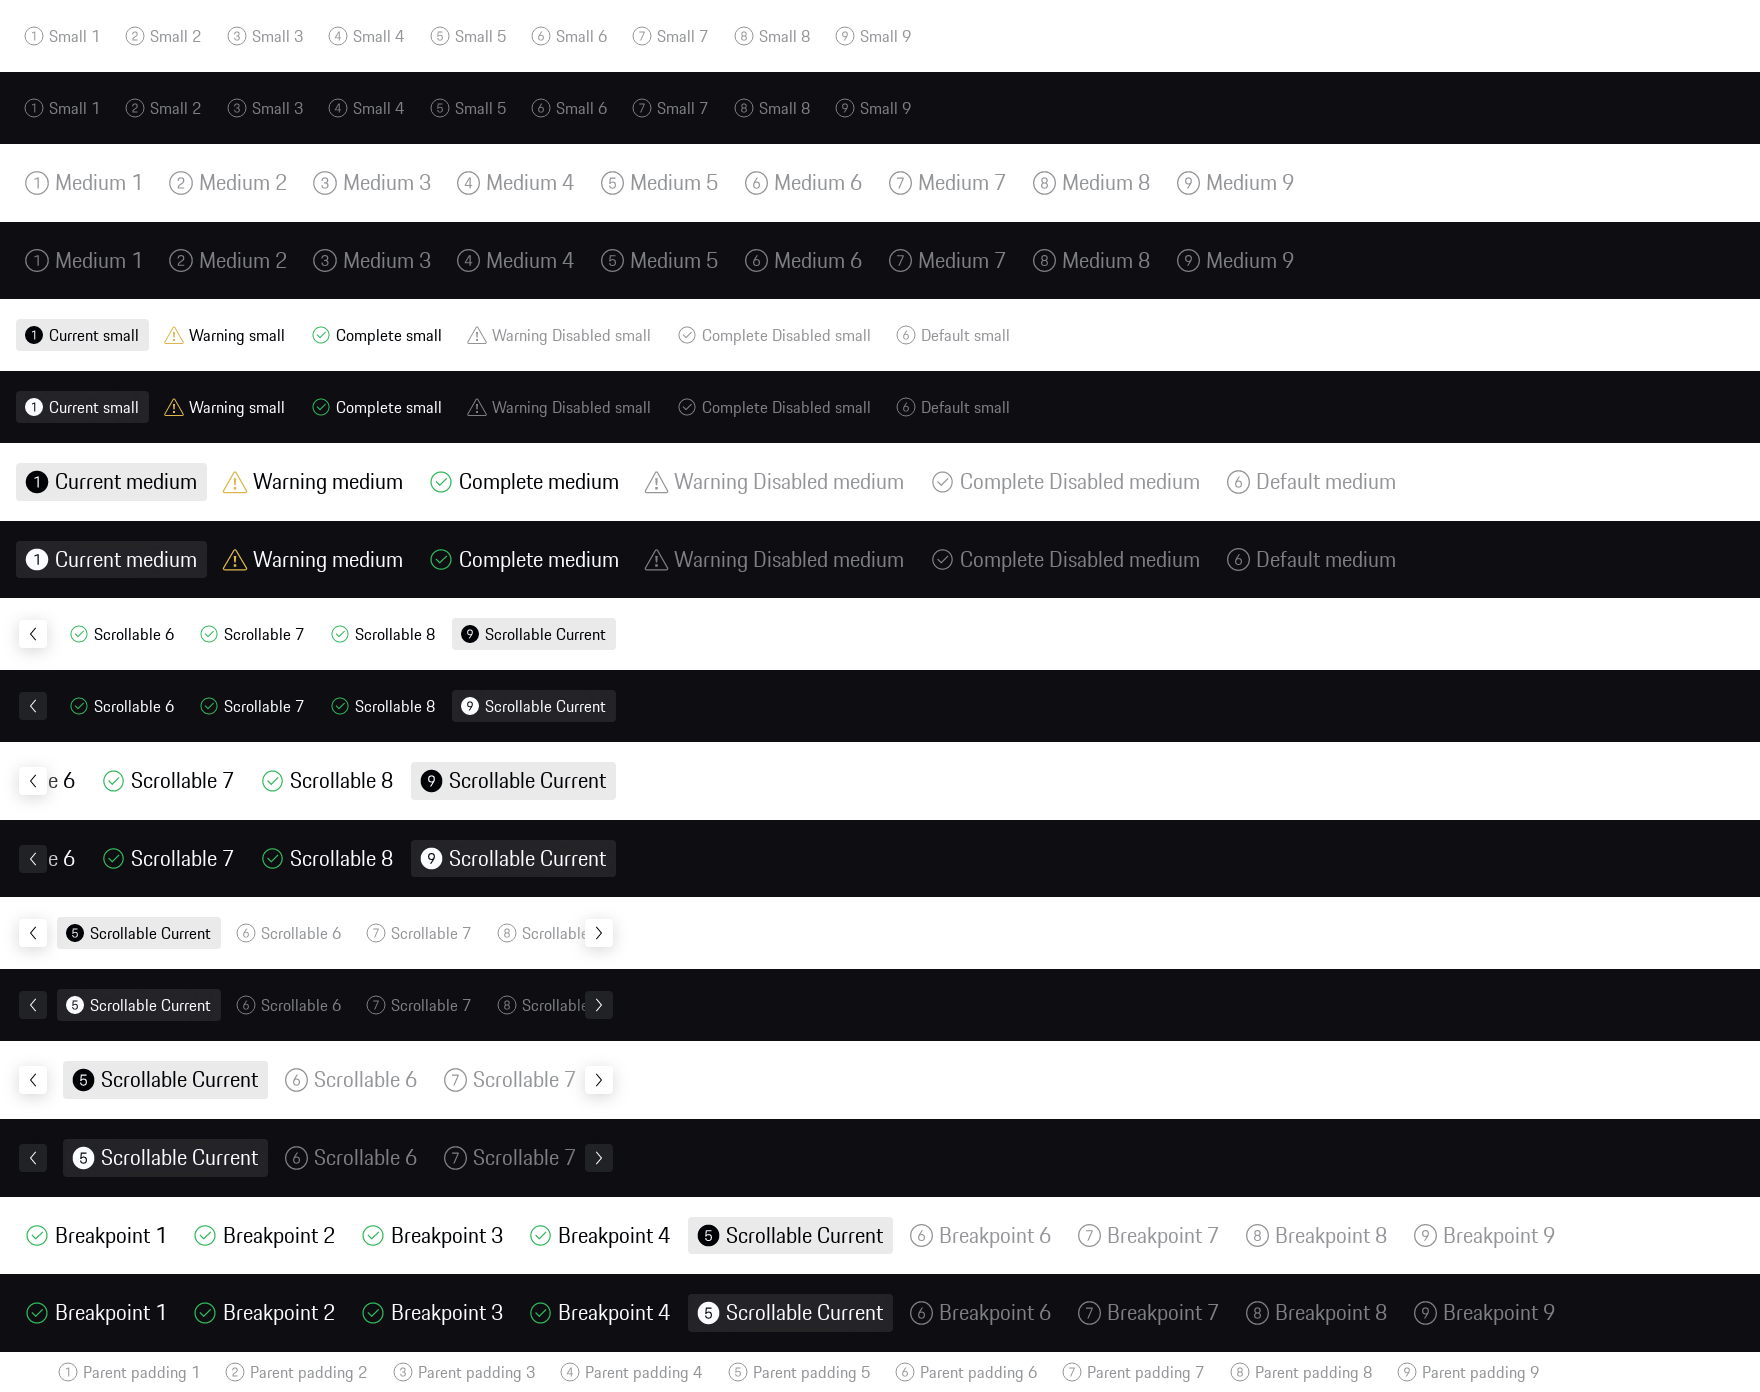 1 Small 1 2 Small 2 3 Small 3 4 Small 4 5 Small 5 6 Small 6 7 Small 7 8 Small 8 9 Small 9
1 Small 1 2 Small 2 3 Small 3 4 Small 4 5 Small 5 6 Small 6 7 Small 7 8 Small 8 9 Small 9
1 Medium 1 2 Medium 2 3 Medium 3 4 Medium 4 5 Medium 5 6 Medium 6 7 Medium 7 8 Medium 8 9 Medium 9
1 Medium 1 2 Medium 2 3 Medium 3 4 Medium 4 5 Medium 5 6 Medium 6 7 Medium 7 8 Medium 8 9 Medium 9
1 Current small Warning small Complete small Warning Disabled small Complete Disabled small 6 Default small
1 Current small Warning small Complete small Warning Disabled small Complete Disabled small 6 Default small
1 Current medium Warning medium Complete medium Warning Disabled medium Complete Disabled medium 6 Default medium
1 Current medium Warning medium Complete medium Warning Disabled medium Complete Disabled medium 6 Default medium
Scrollable 6 Scrollable 7 Scrollable 8 9 Scrollable Current
Scrollable 6 Scrollable 7 Scrollable 8 9 Scrollable Current
e 6 Scrollable 7 Scrollable 8 9 Scrollable Current
e 6 Scrollable 7 Scrollable 8 9 Scrollable Current
5 Scrollable Current 6 Scrollable 6 7 Scrollable 7 8 Scrollable
5 Scrollable Current 6 Scrollable 6 7 Scrollable 7 8 Scrollable
5 Scrollable Current 6 Scrollable 6 7 Scrollable 7
5 Scrollable Current 6 Scrollable 6 7 Scrollable 7
Breakpoint 1 Breakpoint 2 Breakpoint 3 Breakpoint 4 5 Scrollable Current 6 Breakpoint 6 7 Breakpoint 7 8 Breakpoint 8 9 Breakpoint 9
Breakpoint 1 Breakpoint 2 Breakpoint 3 Breakpoint 4 5 Scrollable Current 6 Breakpoint 6 7 Breakpoint 7 8 Breakpoint 8 9 Breakpoint 9
1 Parent padding 1 2 Parent padding 2 3 Parent padding 3 4 Parent padding 4 5 Parent padding 5 6 Parent padding 6 7 Parent padding 7 8 Parent padding 8 9 Parent padding 9